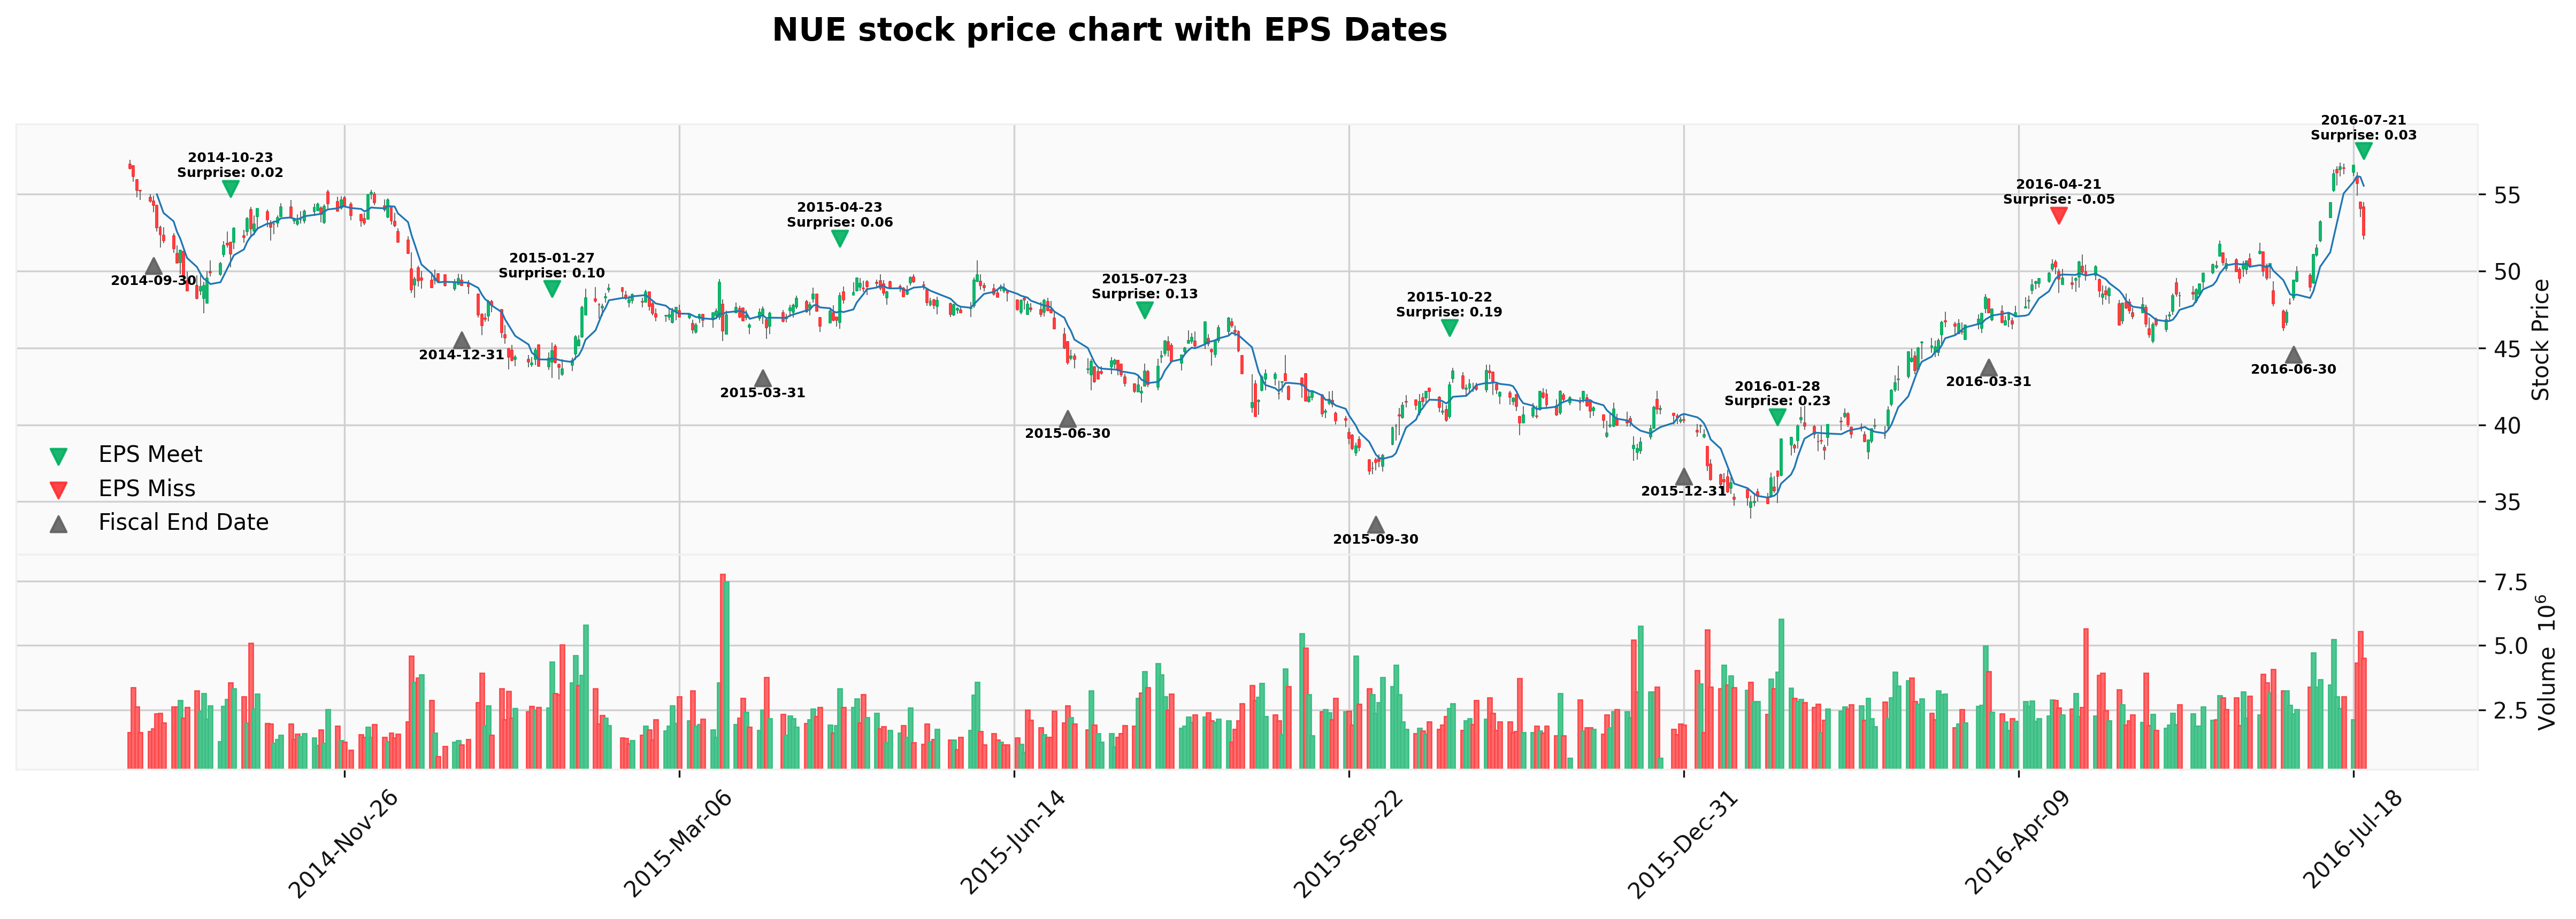 NUE stock price chart with EPS Dates
2016-07-21
Surprise: 0.03
2014-10-23
Surprise: 0.02
2016-04-21
Surprise: -0.05
2015-04-23
Surprise: 0.06
2015-01-27
Surprise: 0.10
2015-07-23
Surprise: 0.13
2015-10-22
Surprise: 0.19
2016-01-28
Surprise: 0.23
2014-09-30
2014-12-31
2015-03-31
2015-06-30
2015-09-30
2015-12-31
2016-03-31
2016-06-30
EPS Meet
EPS Miss
Fiscal End Date
55
50
45
40
35
Stock Price
7.5
5.0
2.5
Volume 10^6
2014-Nov-26
2015-Mar-06
2015-Jun-14
2015-Sep-22
2015-Dec-31
2016-Apr-09
2016-Jul-18